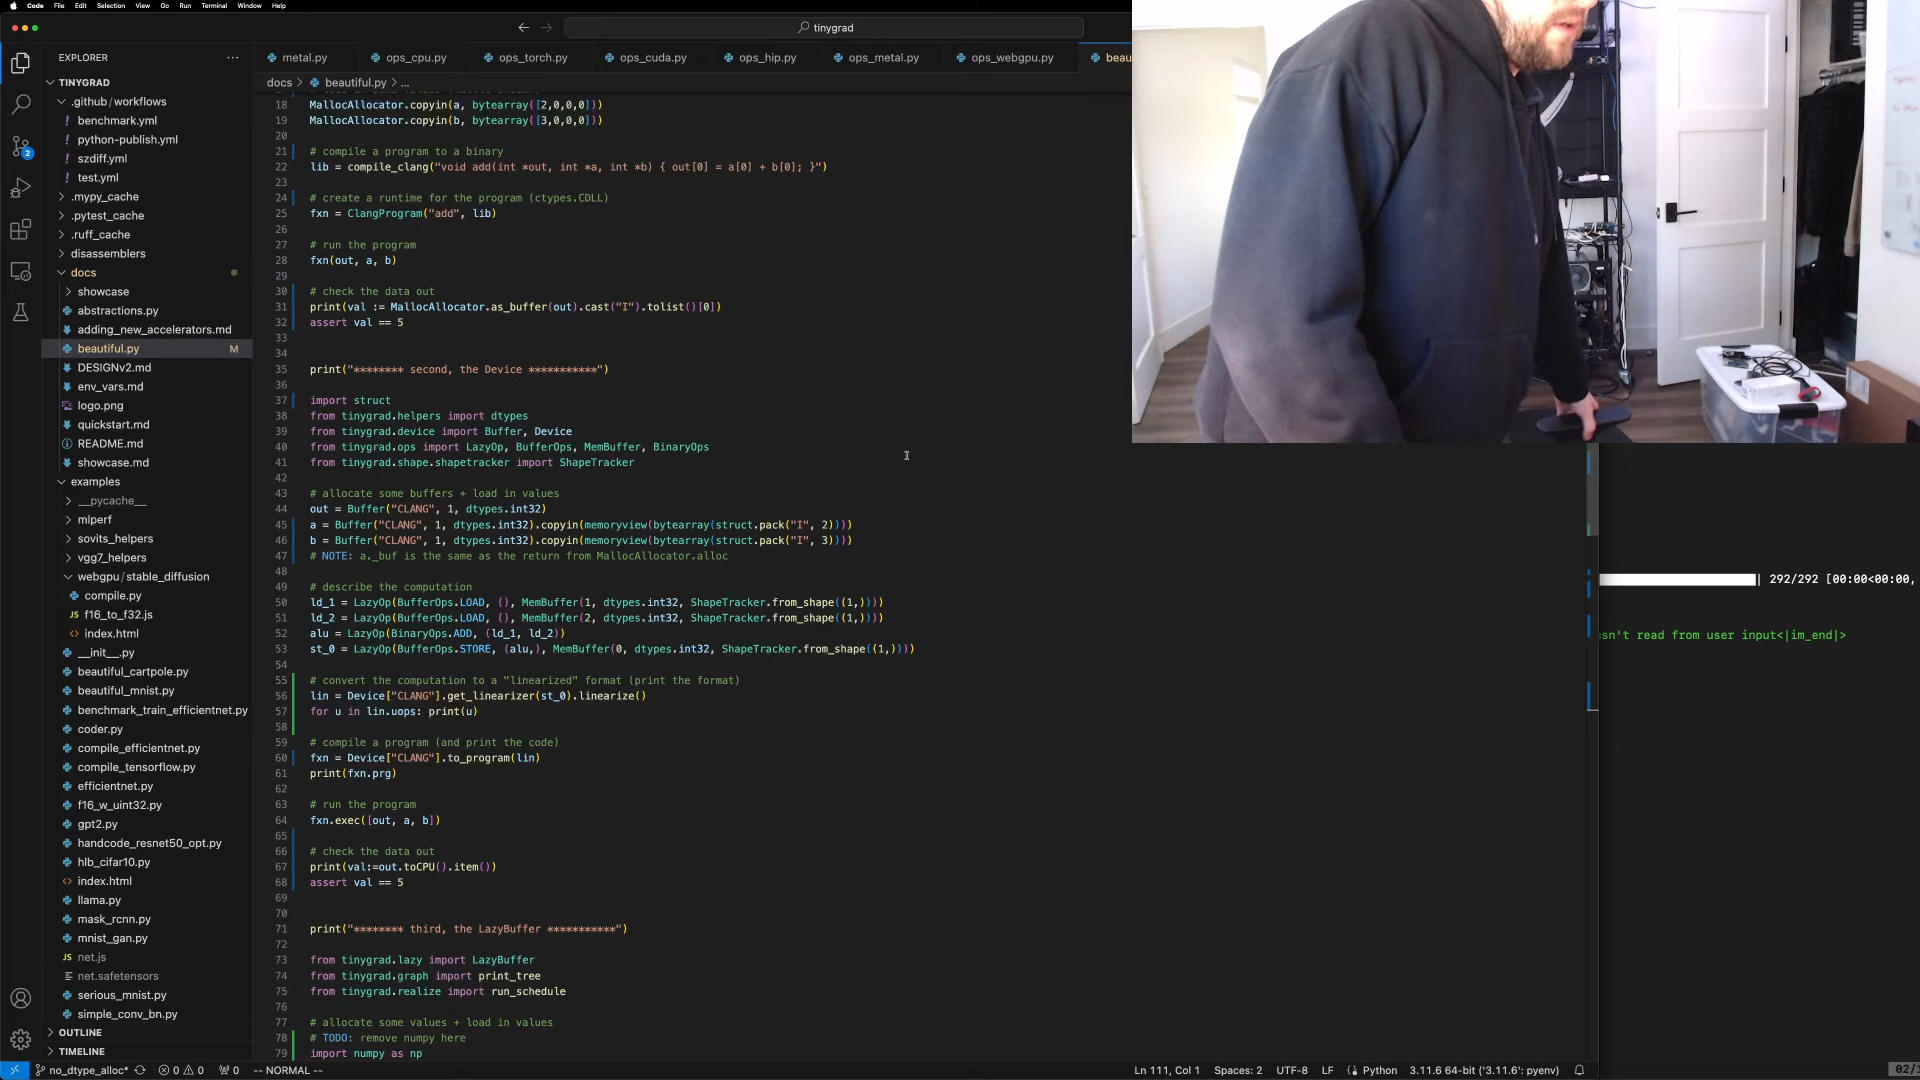 Code File Edit Selection View Go Run Terminal Window Help
tinygrad
EXPLORER
metal.py ops_cpu.py ops_torch.py ops_cuda.py ops_hip.py ops_metal.py ops_webgpu.py beau
docs > beautiful.py > ...
TINYGRAD
.github/workflows
benchmark.yml
python-publish.yml
szdiff.yml
test.yml
.mypy_cache
.pytest_cache
.ruff_cache
disassemblers
docs
showcase
abstractions.py
adding_new_accelerators.md
beautiful.py M
DESIGNv2.md
env_vars.md
logo.png
quickstart.md
README.md
showcase.md
examples
__pycache__
mlperf
sovits_helpers
vgg7_helpers
webgpu/stable_diffusion
compile.py
JS f16_to_f32.js
index.html
__init__.py
beautiful_cartpole.py
beautiful_mnist.py
benchmark_train_efficientnet.py
coder.py
compile_efficientnet.py
compile_tensorflow.py
efficientnet.py
f16_w_uint32.py
gpt2.py
handcode_resnet50_opt.py
hlb_cifar10.py
index.html
llama.py
mask_rcnn.py
mnist_gan.py
JS net.js
net.safetensors
serious_mnist.py
simple_conv_bn.py
OUTLINE
TIMELINE
18 MallocAllocator.copyin(a, bytearray([2,0,0,0]))
19 MallocAllocator.copyin(b, bytearray([3,0,0,0]))
20
21 # compile a program to a binary
22 lib = compile_clang("void add(int *out, int *a, int *b) { out[0] = a[0] + b[0]; }")
23
24 # create a runtime for the program (ctypes.CDLL)
25 fxn = ClangProgram("add", lib)
26
27 # run the program
28 fxn(out, a, b)
29
30 # check the data out
31 print(val := MallocAllocator.as_buffer(out).cast("I").tolist()[0])
32 assert val == 5
33
34
35 print("******** second, the Device ***********")
36
37 import struct
38 from tinygrad.helpers import dtypes
39 from tinygrad.device import Buffer, Device
40 from tinygrad.ops import LazyOp, BufferOps, MemBuffer, BinaryOps
41 from tinygrad.shape.shapetracker import ShapeTracker
42
43 # allocate some buffers + load in values
44 out = Buffer("CLANG", 1, dtypes.int32)
45 a = Buffer("CLANG", 1, dtypes.int32).copyin(memoryview(bytearray(struct.pack("I", 2))))
46 b = Buffer("CLANG", 1, dtypes.int32).copyin(memoryview(bytearray(struct.pack("I", 3))))
47 # NOTE: a._buf is the same as the return from MallocAllocator.alloc
48
49 # describe the computation
50 ld_1 = LazyOp(BufferOps.LOAD, (), MemBuffer(1, dtypes.int32, ShapeTracker.from_shape((1,))))
51 ld_2 = LazyOp(BufferOps.LOAD, (), MemBuffer(2, dtypes.int32, ShapeTracker.from_shape((1,))))
52 alu = LazyOp(BinaryOps.ADD, (ld_1, ld_2))
53 st_0 = LazyOp(BufferOps.STORE, (alu,), MemBuffer(0, dtypes.int32, ShapeTracker.from_shape((1,))))
54
55 # convert the computation to a "linearized" format (print the format)
56 lin = Device["CLANG"].get_linearizer(st_0).linearize()
57 for u in lin.uops: print(u)
58
59 # compile a program (and print the code)
60 fxn = Device["CLANG"].to_program(lin)
61 print(fxn.prg)
62
63 # run the program
64 fxn.exec([out, a, b])
65
66 # check the data out
67 print(val:=out.toCPU().item())
68 assert val == 5
69
70
71 print("******** third, the LazyBuffer ***********")
72
73 from tinygrad.lazy import LazyBuffer
74 from tinygrad.graph import print_tree
75 from tinygrad.realize import run_schedule
76
77 # allocate some values + load in values
78 # TODO: remove numpy here
79 import numpy as np
| 292/292 [00:00<00:00,
sn't read from user input<|im_end|>
2
no_dtype_alloc* 0 0 0 -- NORMAL -- Ln 111, Col 1 Spaces: 2 UTF-8 LF Python 3.11.6 64-bit ('3.11.6': pyenv)
02/